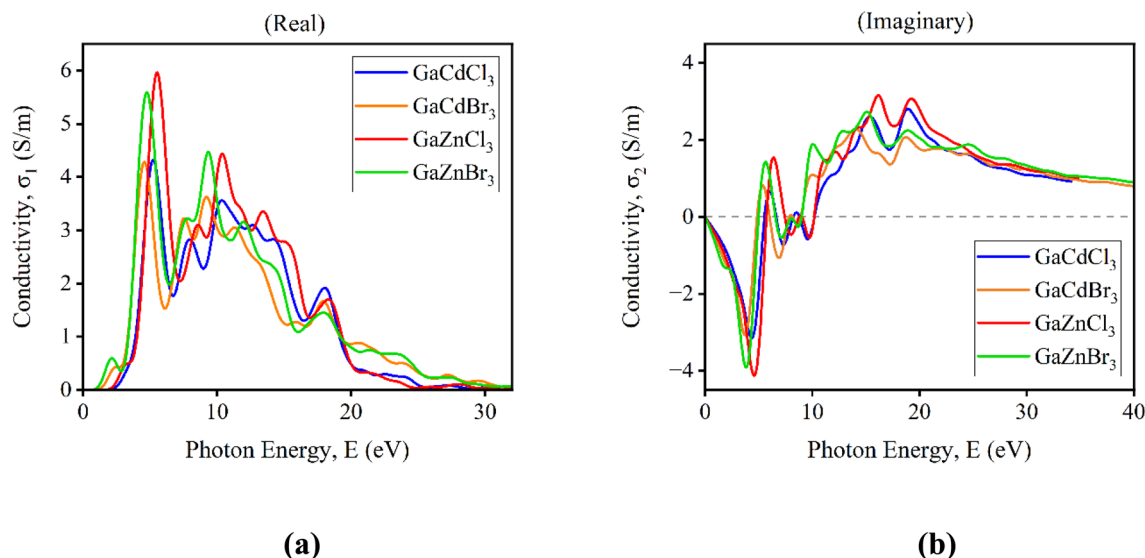 (Real)
Conductivity, σ₁ (S/m)
6
5
4
3
2
1
0
GaCdCl₃
GaCdBr₃
GaZnCl₃
GaZnBr₃
0 10 20 30
Photon Energy, E (eV)
(a)
(Imaginary)
Conductivity, σ₂ (S/m)
4
2
0
−2
−4
GaCdCl₃
GaCdBr₃
GaZnCl₃
GaZnBr₃
0 10 20 30 40
Photon Energy, E (eV)
(b)